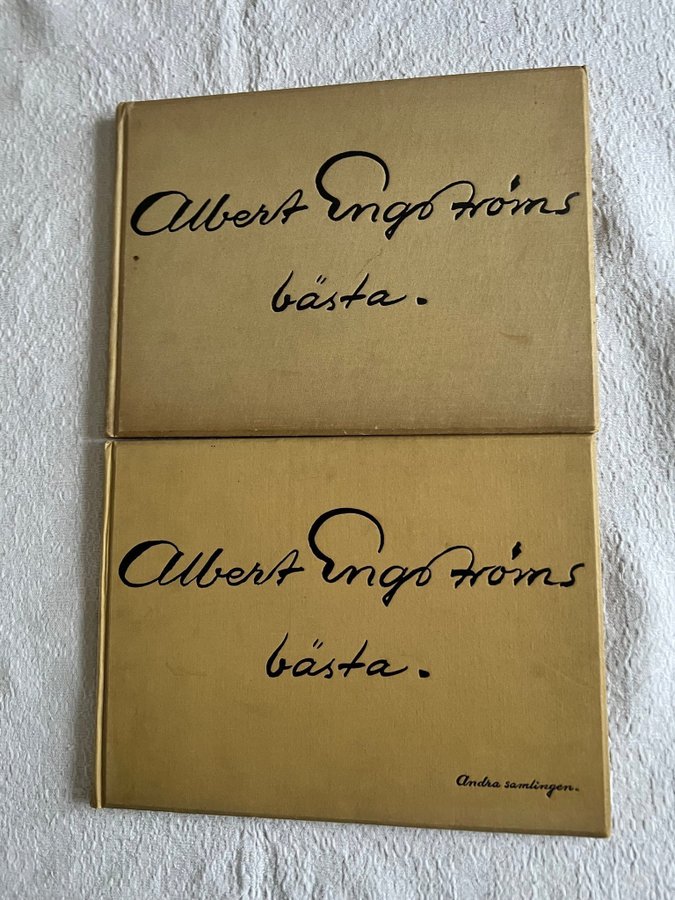 Albert Engströms
bästa.
Albert Engströms
bästa.
Andra samlingen.